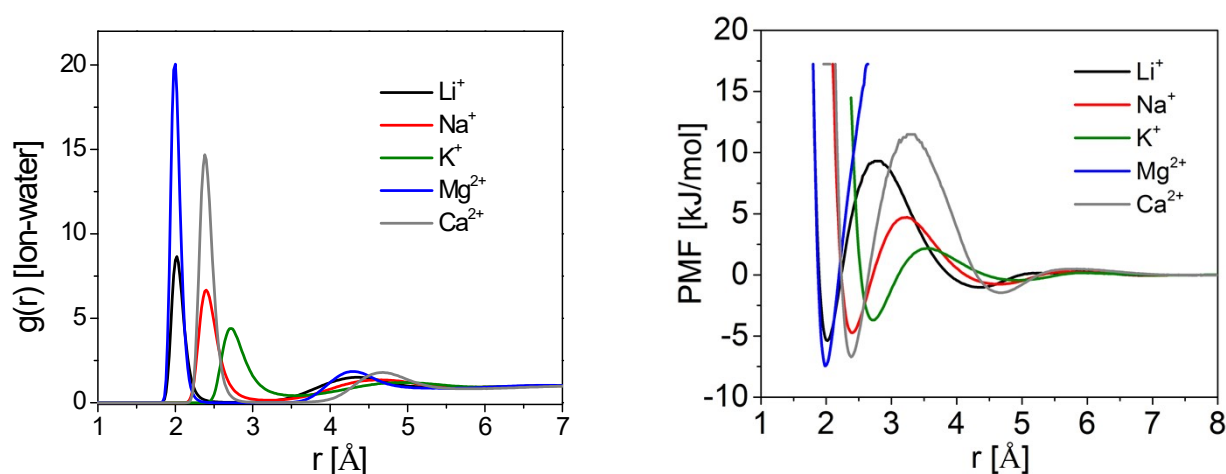 g(r) [Ion-water]
20
15
10
5
0
1 2 3 4 5 6 7
r [Å]
Li⁺
Na⁺
K⁺
Mg²⁺
Ca²⁺
PMF [kJ/mol]
20
15
10
5
0
-5
-10
1 2 3 4 5 6 7 8
r [Å]
Li⁺
Na⁺
K⁺
Mg²⁺
Ca²⁺